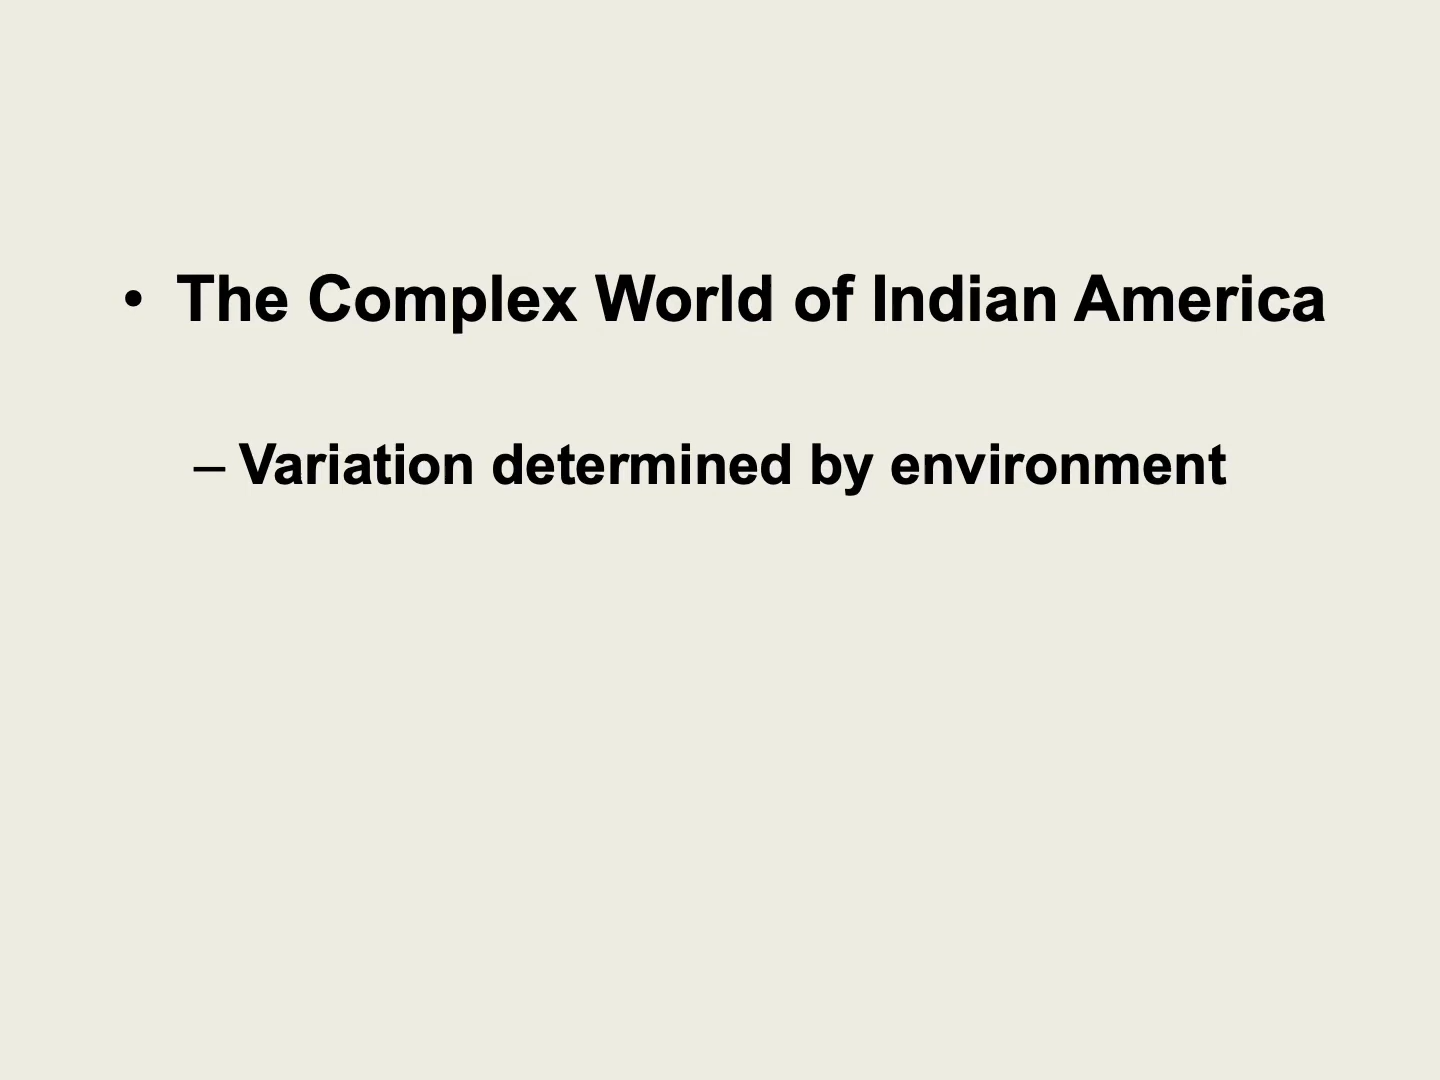 • The Complex World of Indian America
– Variation determined by environment